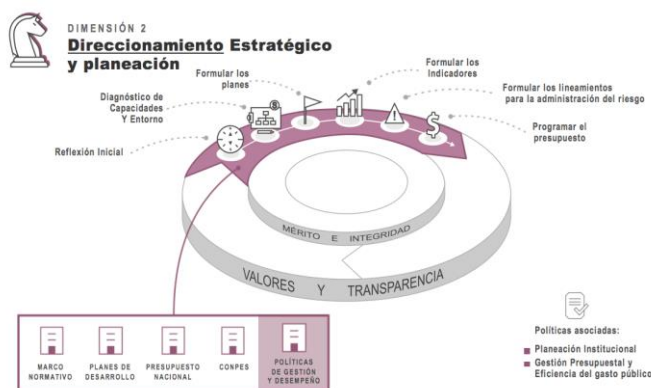 DIMENSIÓN 2
Direccionamiento Estratégico
y planeación
Formular los
Indicadores
Formular los
planes
Formular los lineamientos
para la administración del riesgo
Diagnóstico de
Capacidades
Y Entorno
Programar el
presupuesto
Reflexión Inicial
MÉRITO E INTEGRIDAD
VALORES Y TRANSPARENCIA
MARCO
NORMATIVO
PLANES DE
DESARROLLO
PRESUPUESTO
NACIONAL
CONPES
POLÍTICAS
DE GESTIÓN
Y DESEMPEÑO
Políticas asociadas:
Planeación Institucional
Gestión Presupuestal y
Eficiencia del gasto público